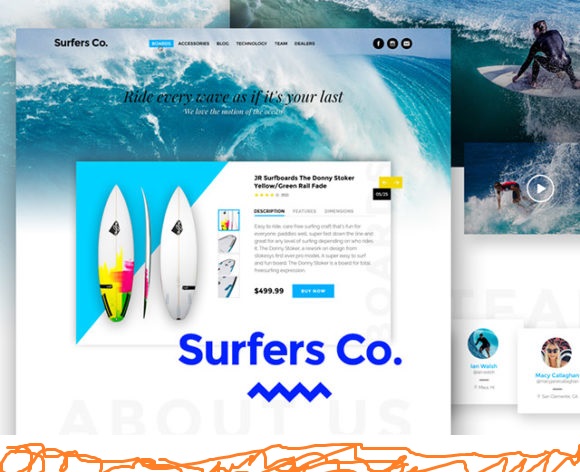 Surfers Co.
BOARDS ACCESSORIES BLOG TECHNOLOGY TEAM DEALERS
Ride every wave as if it's your last
We love the motion of the ocean
JR Surfboards The Donny Stoker
Yellow/Green Rail Fade
05/25
DESCRIPTION FEATURES DIMENSIONS
Easy to ride, care free surfing craft that's fun for
everyone, paddles well, super fast down the line and
great for any level of surfing depending on who rides
it. The Donny Stoker, a rework on design from
stokesys first ever pro model. A super easy to surf
and fun board. The Donny Stoker is a board for total
freesurfing expression.
$499.99 BUY NOW
BOARDS
Surfers Co.
ABOUT US
TEAM
Ian Walsh
Maui, HI
Macy Callaghan
San Clemente, CA